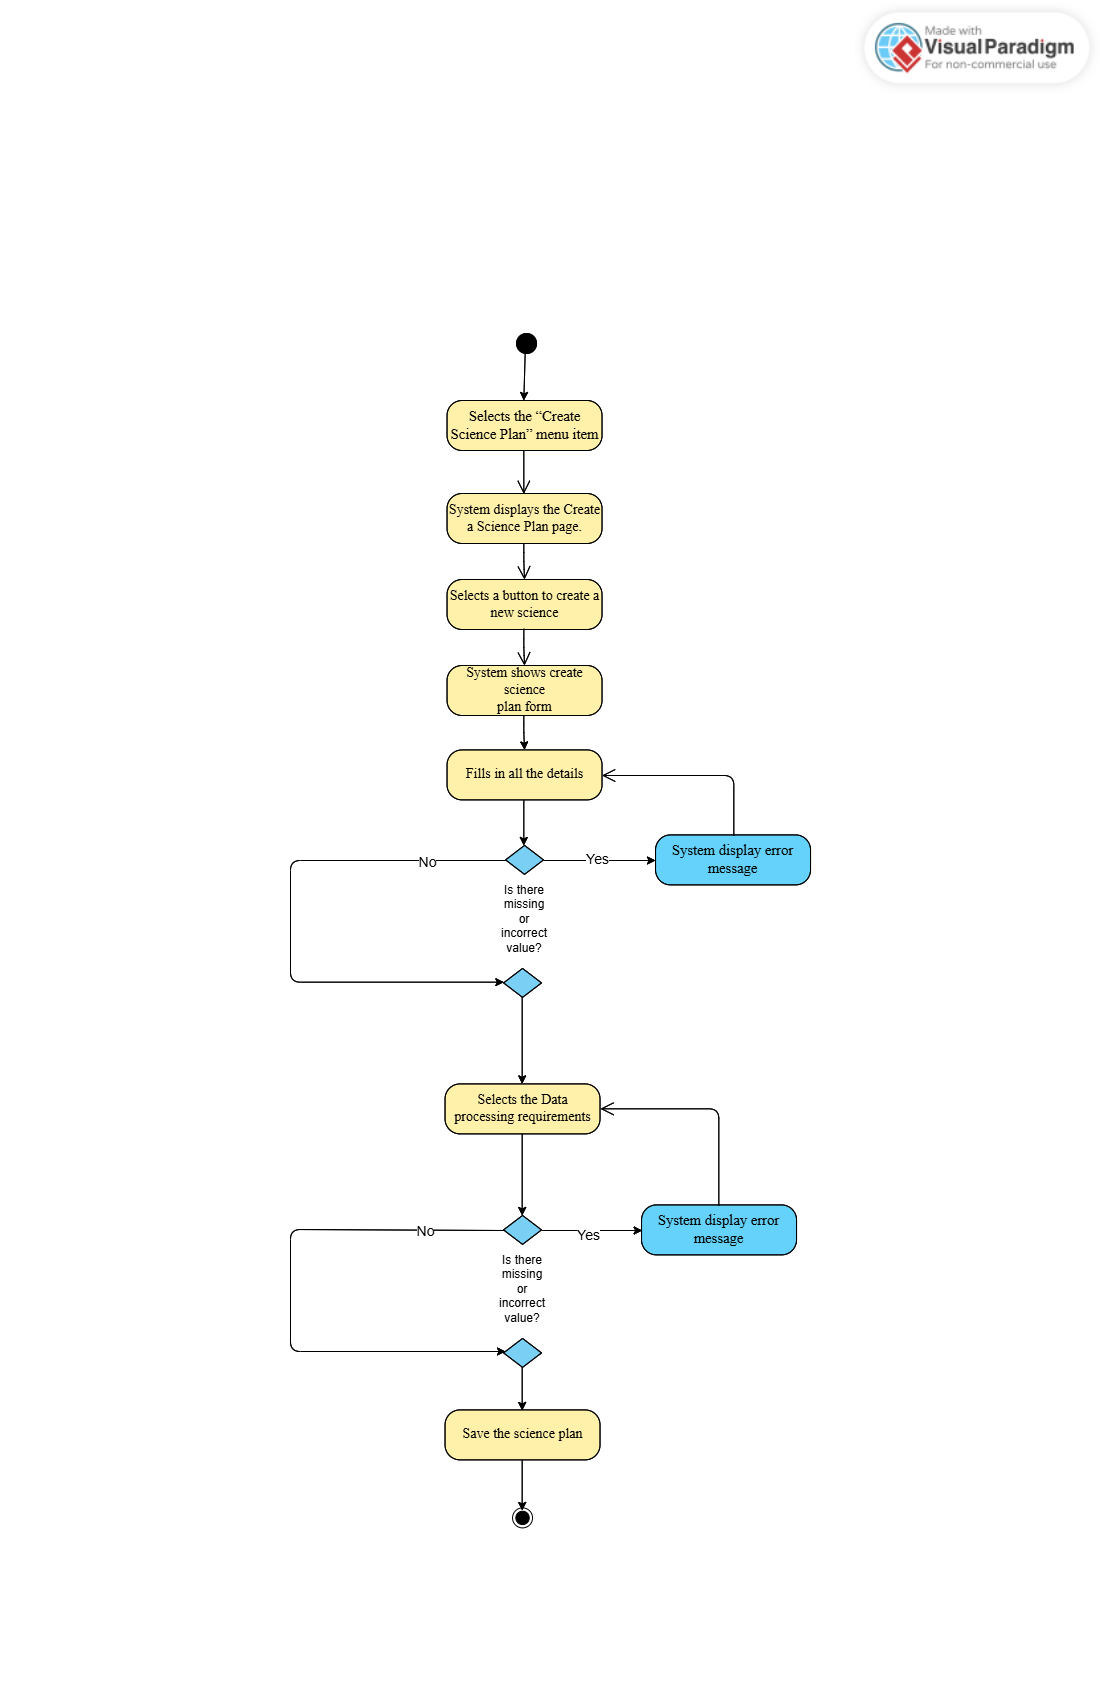 Made with
Visual Paradigm
For non-commercial use
Selects the “Create
Science Plan” menu item
System displays the Create
a Science Plan page.
Selects a button to create a
new science
System shows create
science
plan form
Fills in all the details
No
Yes
System display error
message
Is there
missing
or
incorrect
value?
Selects the Data
processing requirements
No
Yes
System display error
message
Is there
missing
or
incorrect
value?
Save the science plan